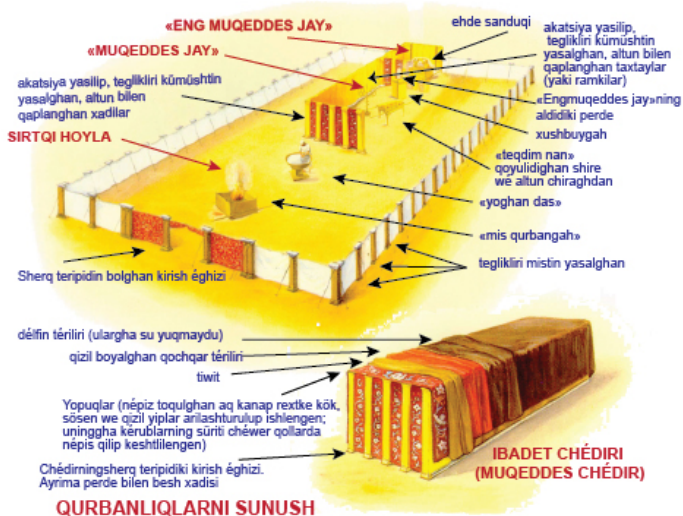 «ENG MUQEDDES JAY»
«MUQEDDES JAY»
akatsiya yasilip, teglikliri kümüshtin
yasalghan, altun bilen
qaplanghan xadilar
SIRTQI HOYLA
ehde sanduqi
akatsiya yasilip,
teglikliri kümüshtin
yasalghan, altun bilen
qaplanghan taxtaylar
(yaki ramkilar)
«Engmuqeddes jay»ning
aldidiki perde
xushbuygah
«teqdim nan»
qoyulidighan shire
we altun chiraghdan
«yoghan das»
«mis qurbangah»
teglikliri mistin yasalghan
Sherq teripidin bolghan kirish éghizi
délfin tériliri (ulargha su yuqmaydu)
qizil boyalghan qochqar tériliri
tiwit
Yopuqlar (népiz toqulghan aq kanap rextke kök,
sösen we qizil yiplar arilashturulup ishlengen;
uninggha kérublarning süriti chéwer qollarda
népis qilip keshtlilengen)
Chédirningsherq teripidiki kirish éghizi.
Ayrima perde bilen besh xadisi
IBADET CHÉDIRI
(MUQEDDES CHÉDIR)
QURBANLIQLARNI SUNUSH